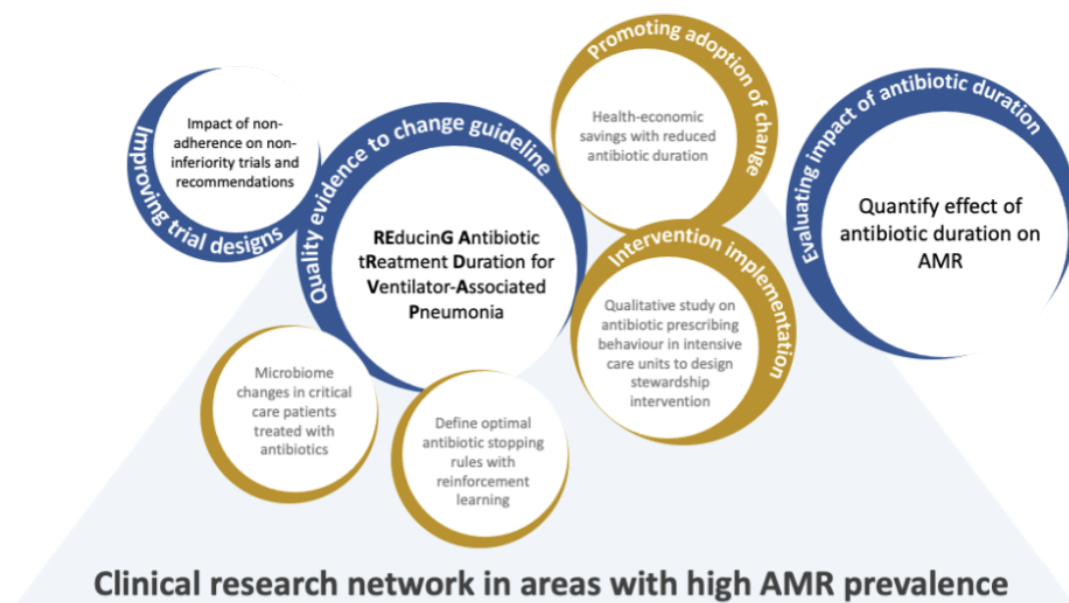 Improving trial designs
Impact of non-
adherence on non-
inferiority trials and
recommendations
Quality evidence to change guideline
REducinG Antibiotic
tReatment Duration for
Ventilator-Associated
Pneumonia
Promoting adoption of change
Health-economic
savings with reduced
antibiotic duration
Intervention implementation
Qualitative study on
antibiotic prescribing
behaviour in intensive
care units to design
stewardship
intervention
Evaluating impact of antibiotic duration
Quantify effect of
antibiotic duration on
AMR
Microbiome
changes in critical
care patients
treated with
antibiotics
Define optimal
antibiotic stopping
rules with
reinforcement
learning
Clinical research network in areas with high AMR prevalence